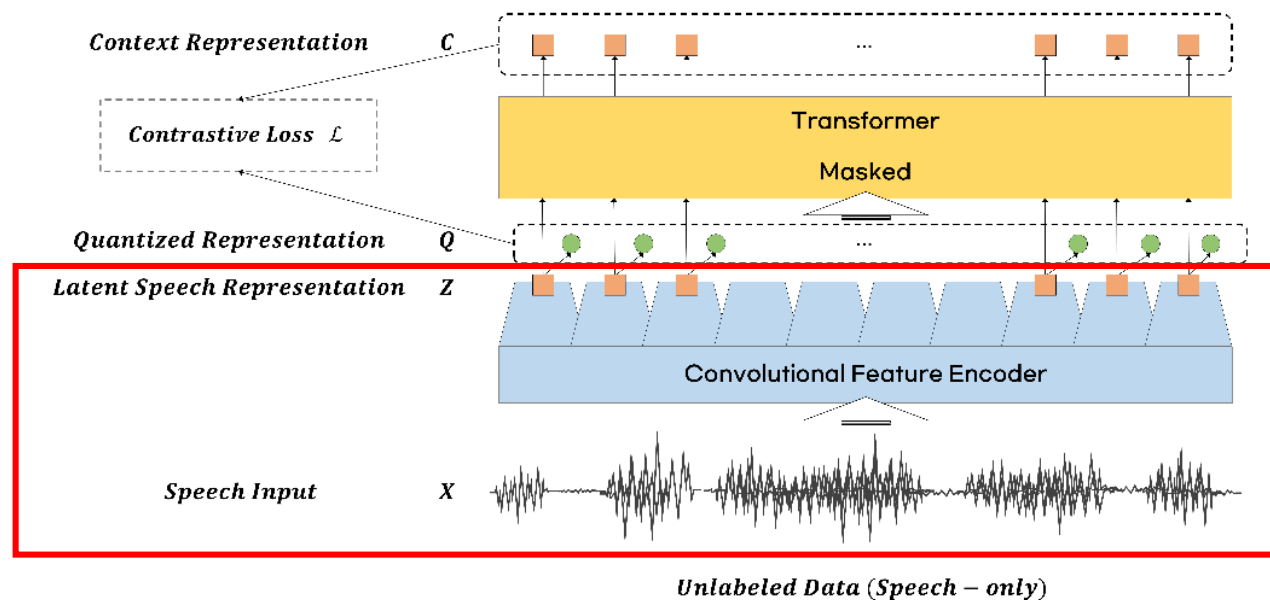 Context Representation C
...
Transformer
Contrastive Loss ℒ
Masked
Quantized Representation Q
...
Latent Speech Representation Z
Convolutional Feature Encoder
Speech Input X
Unlabeled Data (Speech − only)